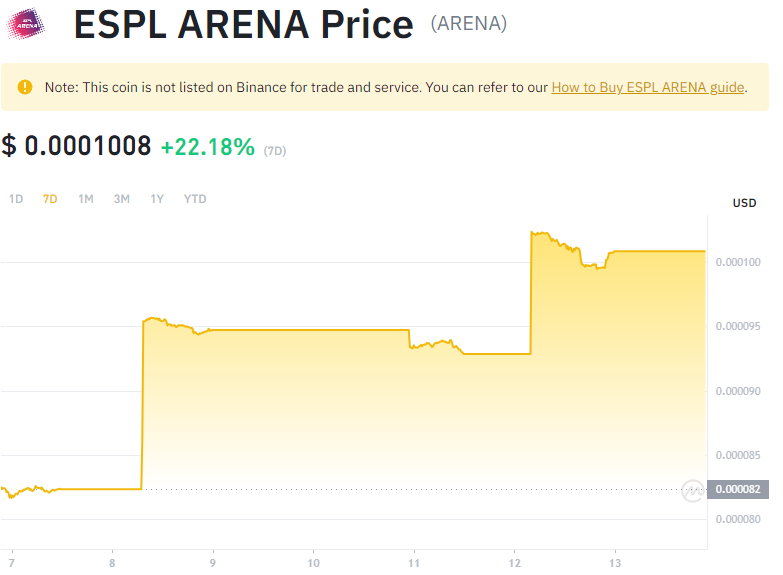 ESPL ARENA Price (ARENA)
Note: This coin is not listed on Binance for trade and service. You can refer to our How to Buy ESPL ARENA guide.
$ 0.0001008 +22.18% (7D)
1D 7D 1M 3M 1Y YTD
USD
0.000100
0.000095
0.000090
0.000085
0.000082
0.000080
7 8 9 10 11 12 13